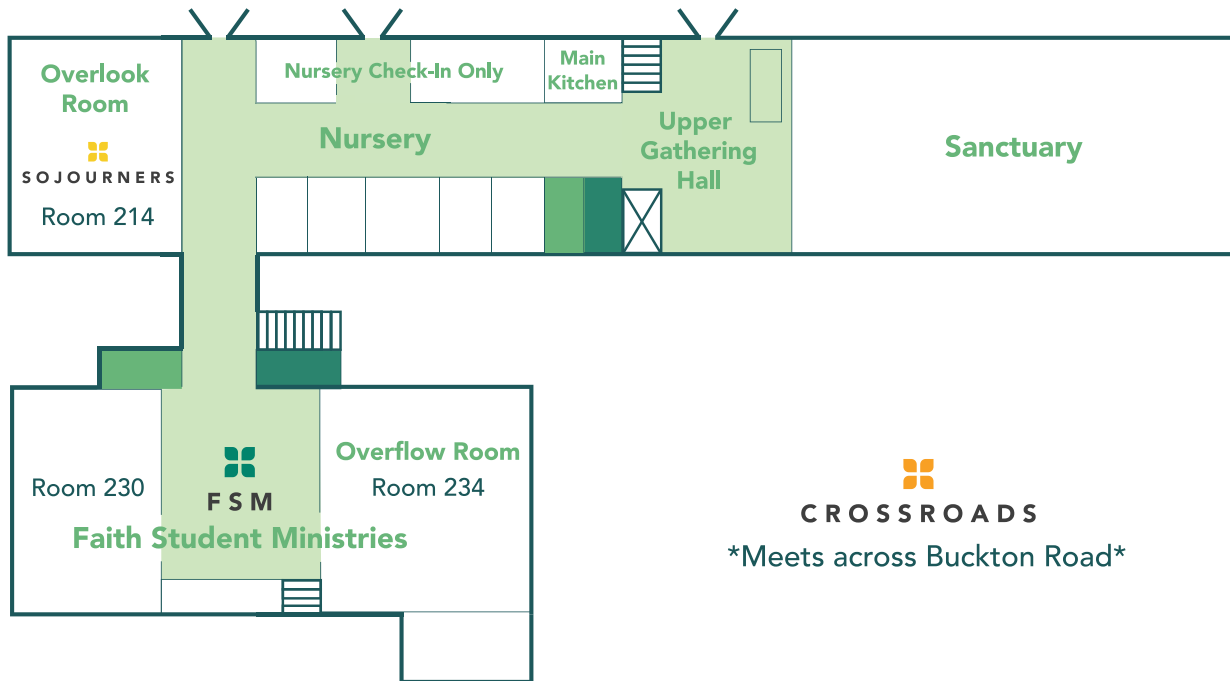 Overlook
Room
SOJOURNERS
Room 214
Nursery Check-In Only
Main
Kitchen
Nursery
Upper
Gathering
Hall
Sanctuary
Room 230
FSM
Overflow Room
Room 234
Faith Student Ministries
CROSSROADS
*Meets across Buckton Road*